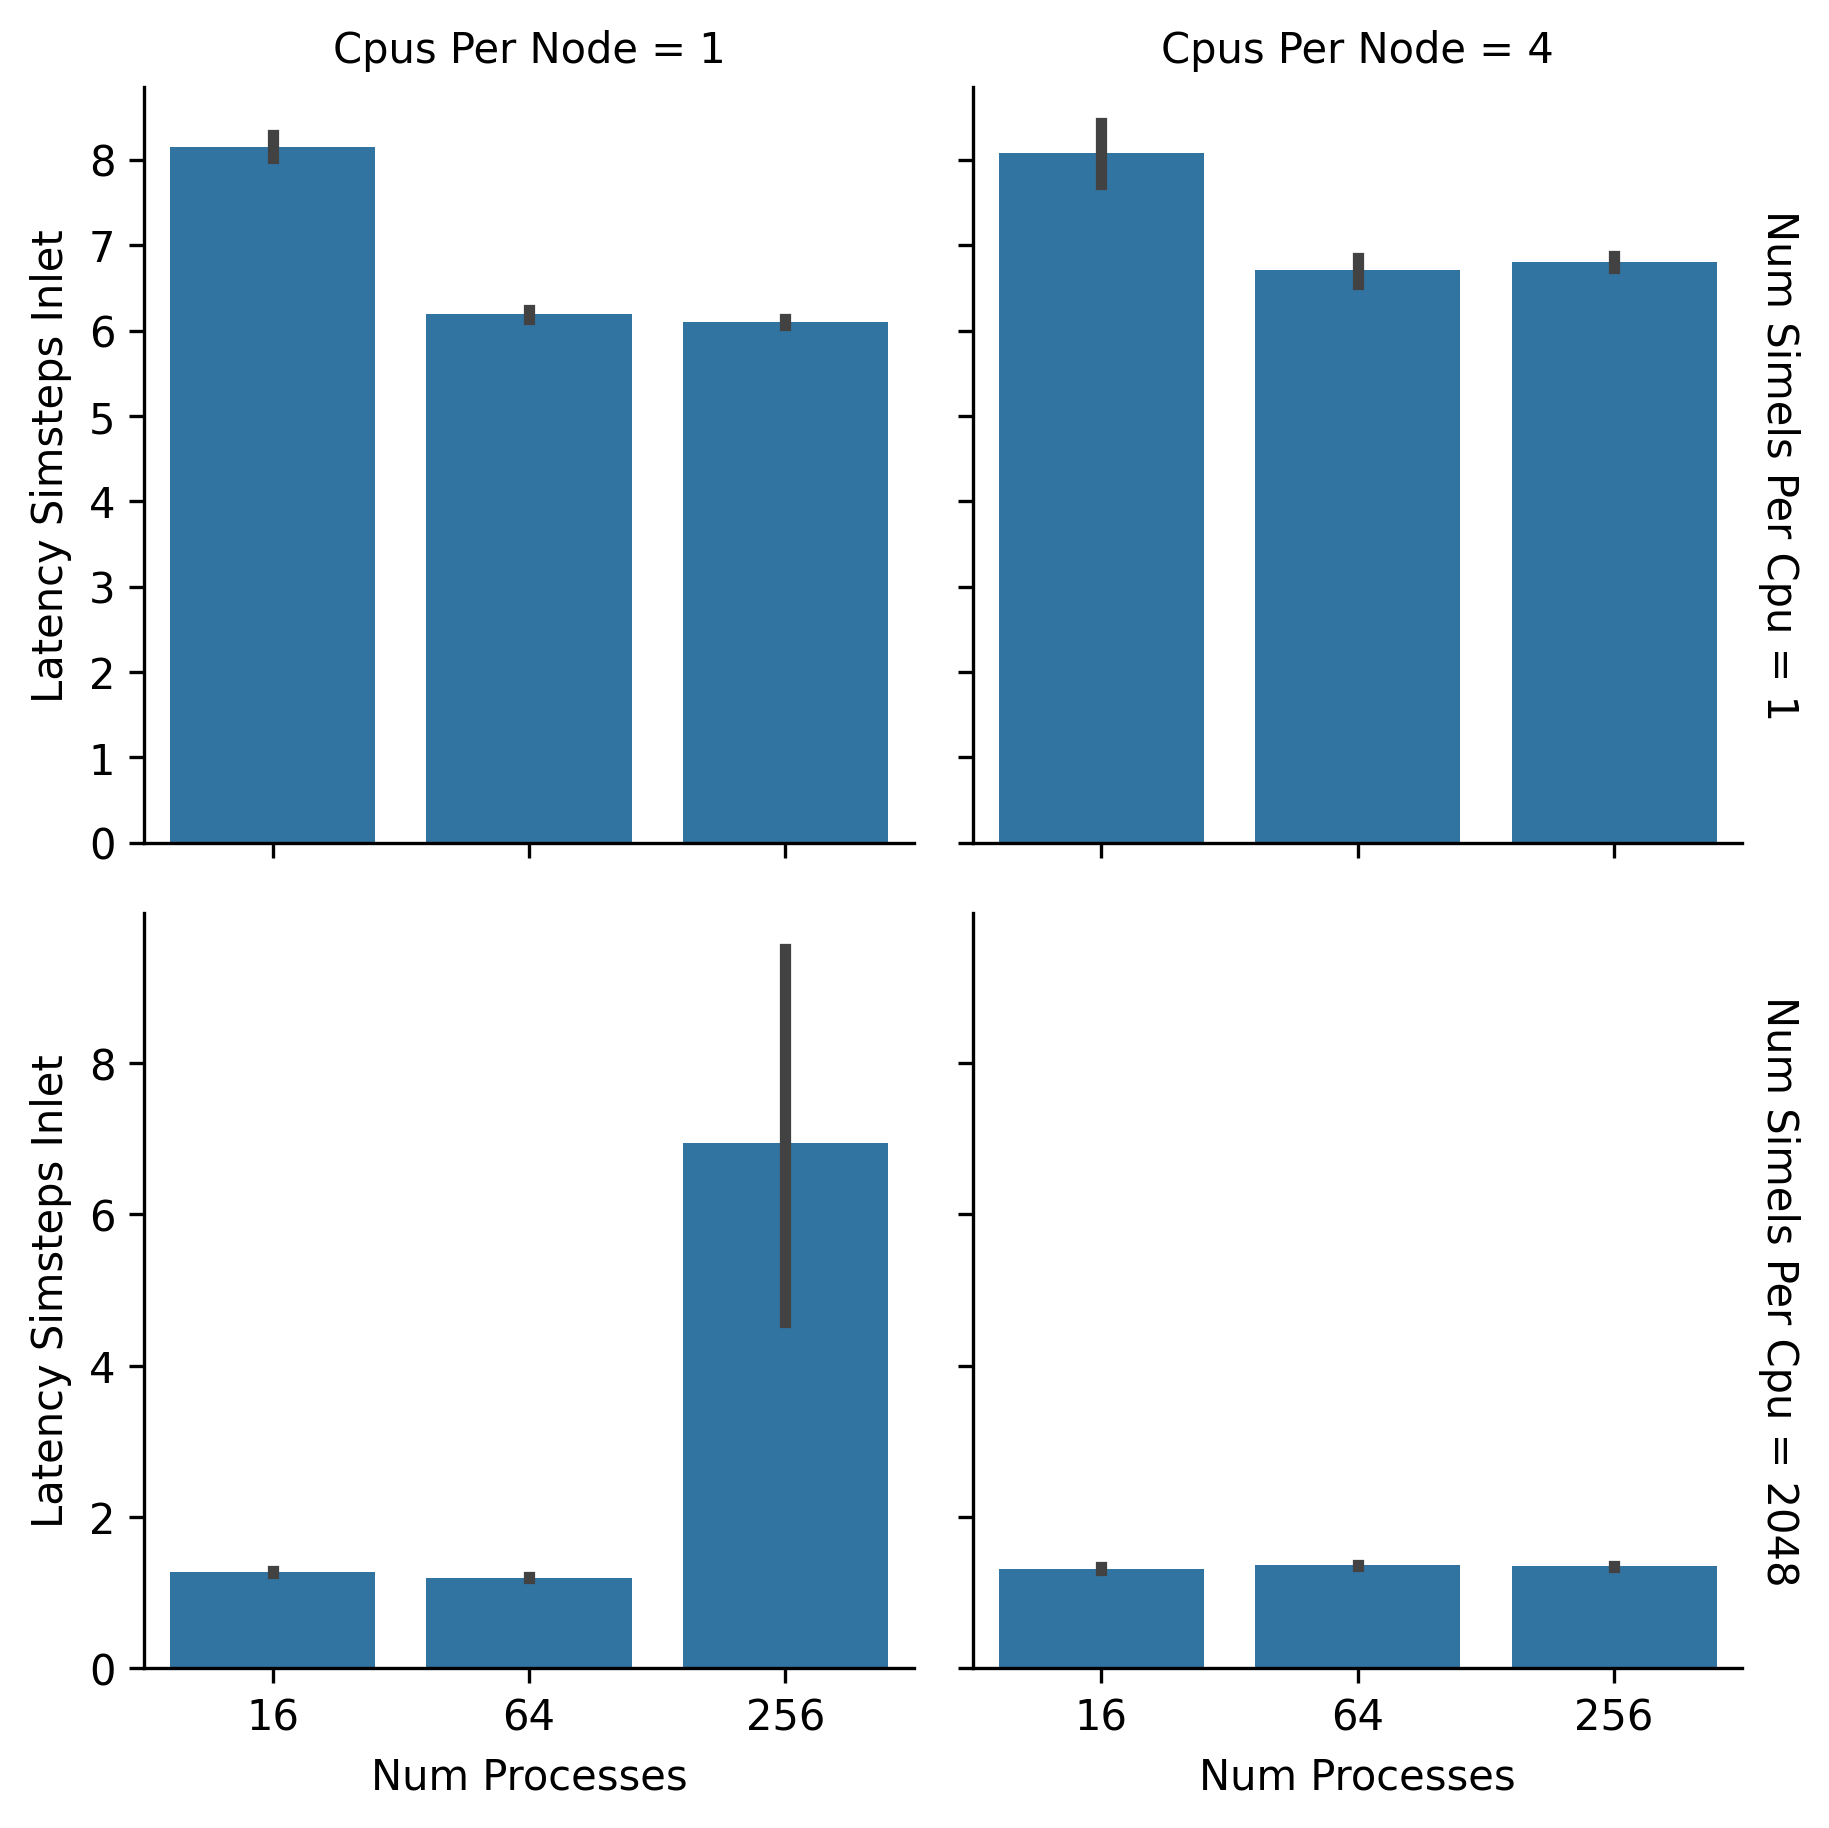 Cpus Per Node = 1
Cpus Per Node = 4
Latency Simsteps Inlet
8
7
6
5
4
3
2
1
0
Num Simels Per Cpu = 1
Latency Simsteps Inlet
8
6
4
2
0
Num Simels Per Cpu = 2048
16 64 256
16 64 256
Num Processes
Num Processes